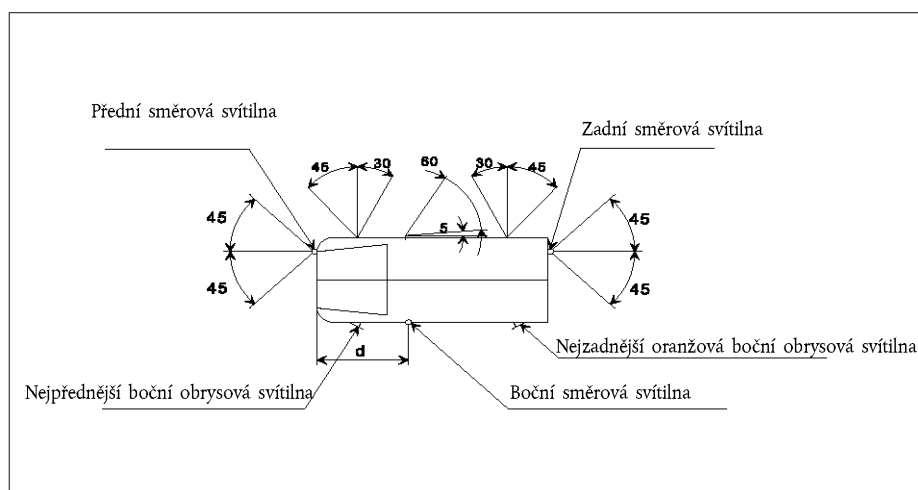 Přední směrová svítilna
Zadní směrová svítilna
45 30 60 30 45
45 5 45
45 45
d
Nejzadnější oranžová boční obrysová svítilna
Nejpřednější boční obrysová svítilna Boční směrová svítilna